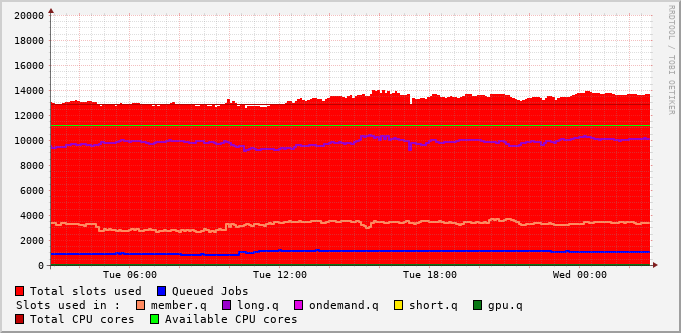 20000
18000
16000
14000
12000
10000
8000
6000
4000
2000
0
Tue 06:00 Tue 12:00 Tue 18:00 Wed 00:00
Total slots used Queued Jobs
Slots used in : member.q long.q ondemand.q short.q gpu.q
Total CPU cores Available CPU cores
RRDTOOL / TOBI OETIKER